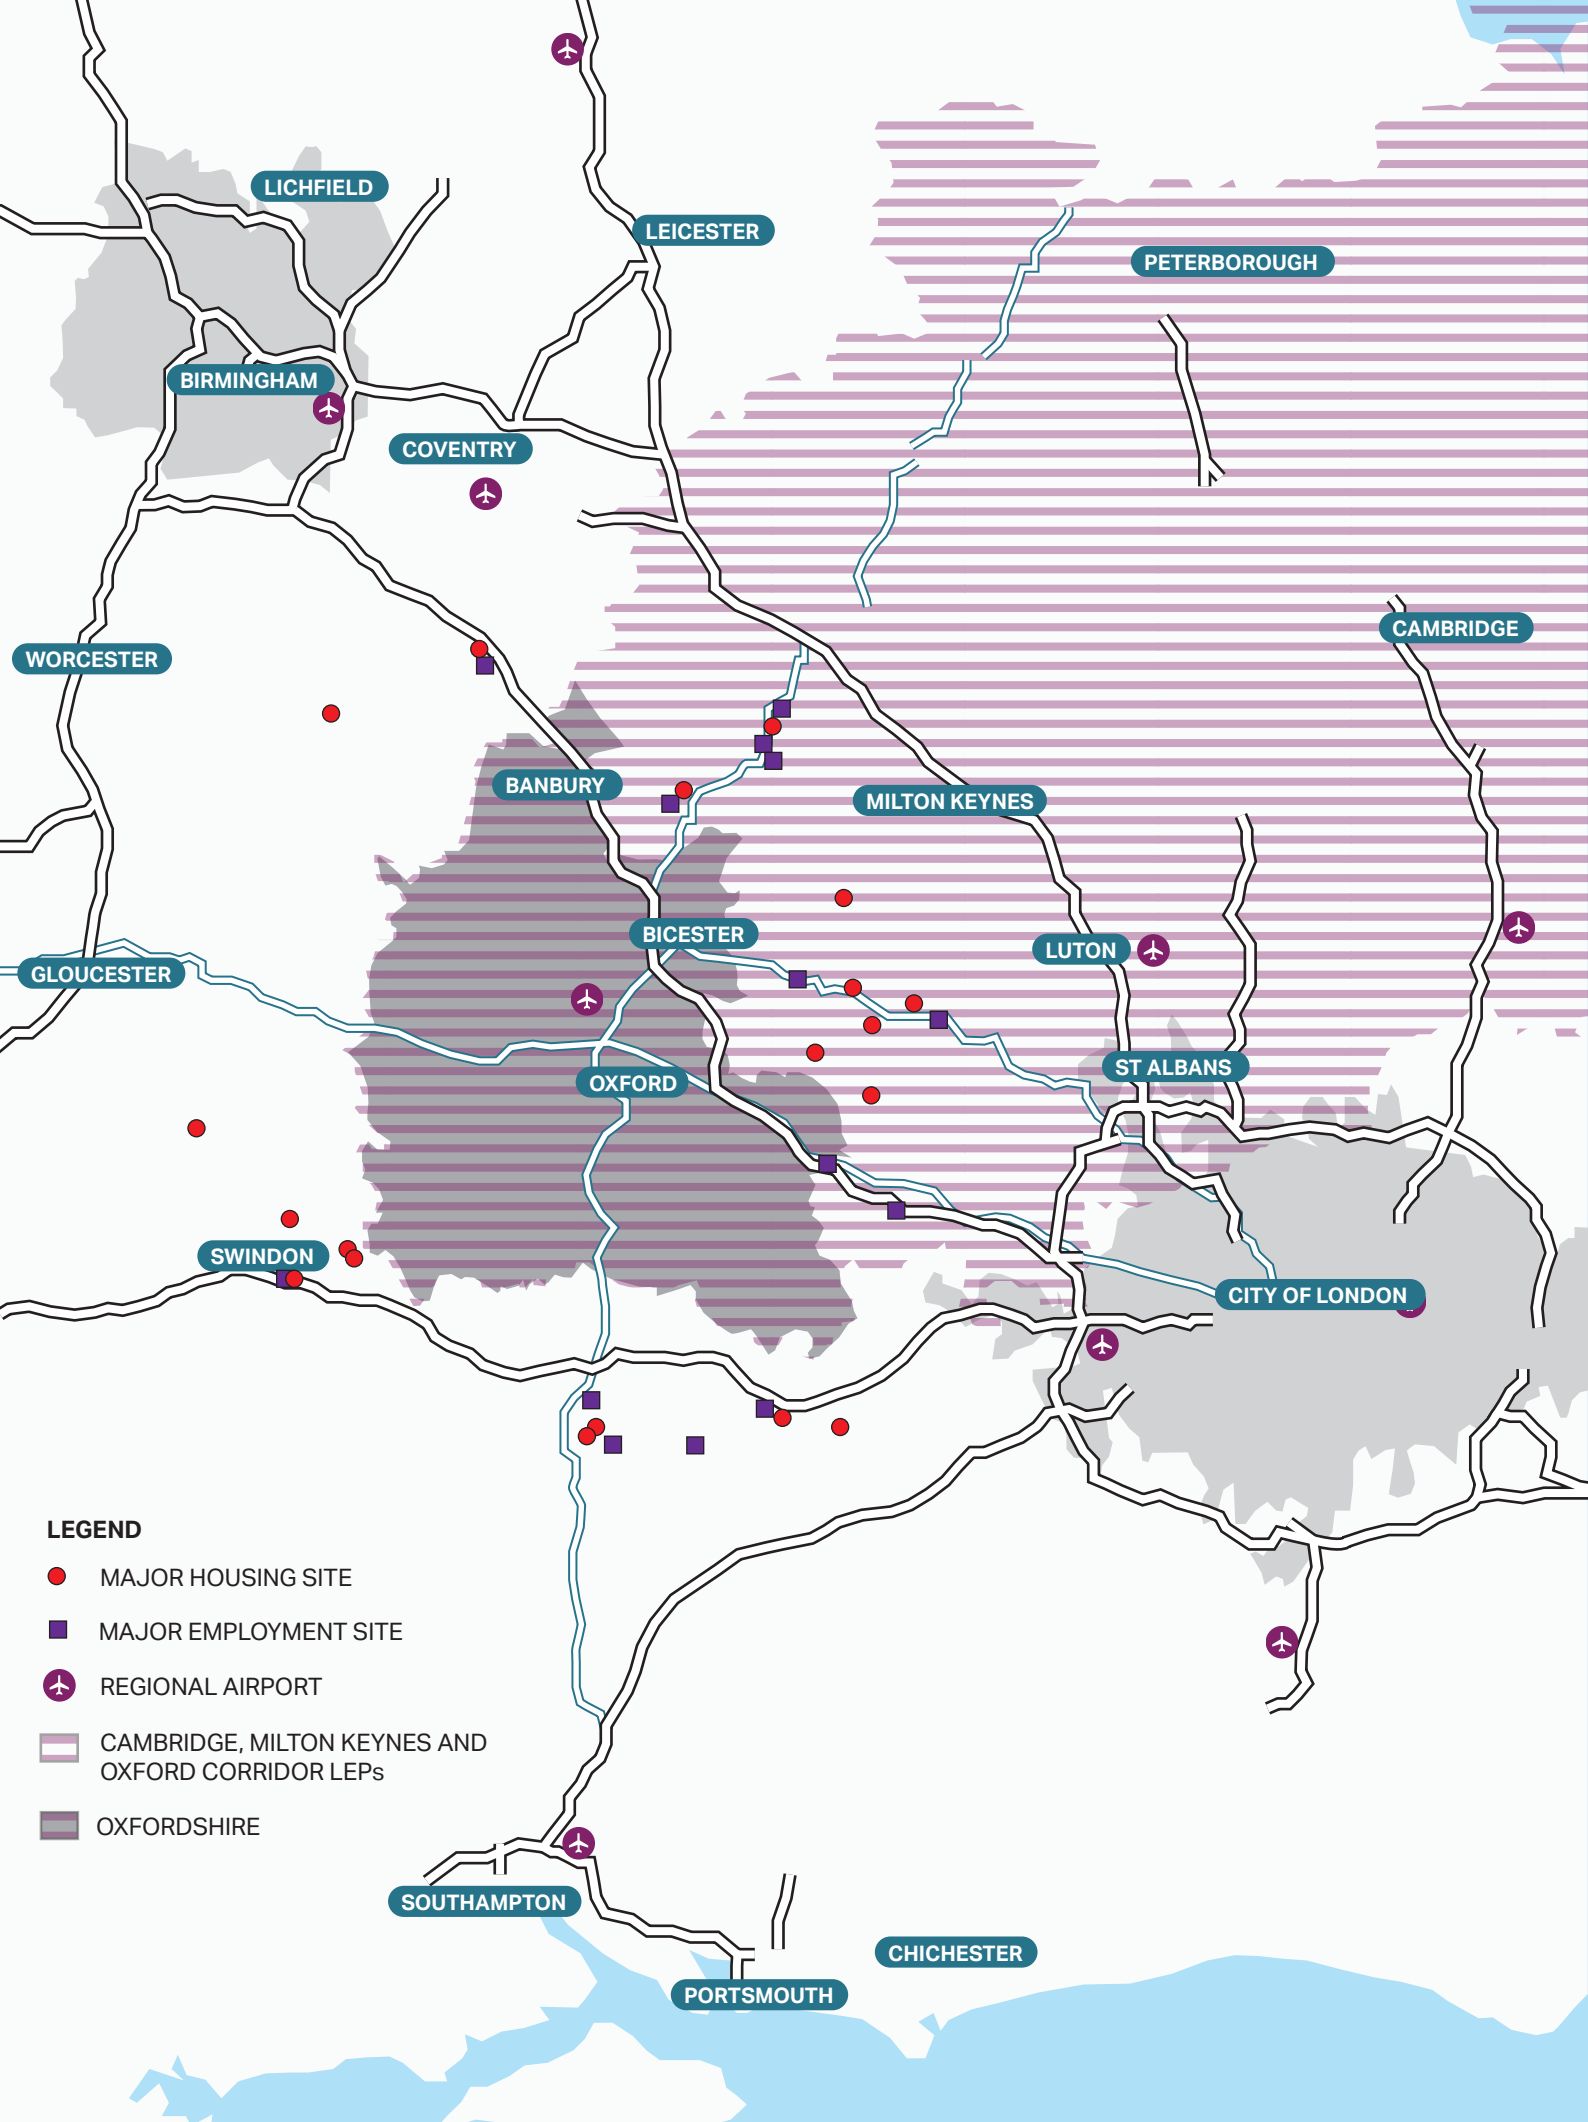 LICHFIELD
LEICESTER
PETERBOROUGH
BIRMINGHAM
COVENTRY
CAMBRIDGE
WORCESTER
BANBURY
MILTON KEYNES
BICESTER
LUTON
GLOUCESTER
ST ALBANS
OXFORD
SWINDON
CITY OF LONDON
LEGEND
MAJOR HOUSING SITE
MAJOR EMPLOYMENT SITE
REGIONAL AIRPORT
CAMBRIDGE, MILTON KEYNES AND
OXFORD CORRIDOR LEPs
OXFORDSHIRE
SOUTHAMPTON
CHICHESTER
PORTSMOUTH